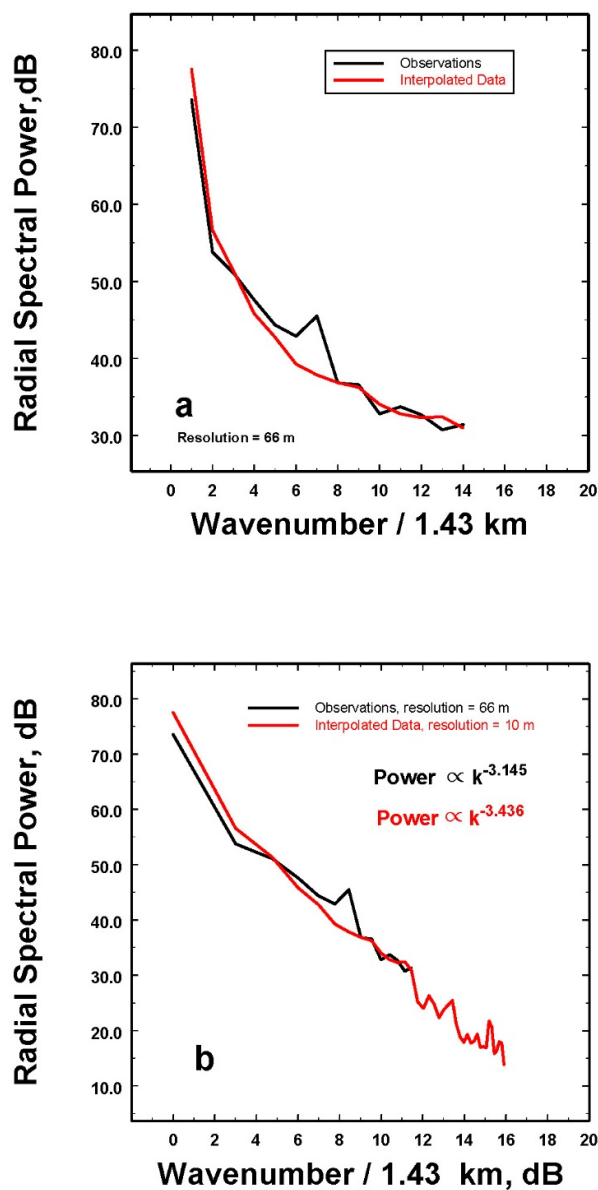 80.0
Observations
Interpolated Data
70.0
60.0
50.0
40.0
30.0
Radial Spectral Power,dB
a
Resolution = 66 m
0 2 4 6 8 10 12 14 16 18 20
Wavenumber / 1.43 km
80.0
Observations, resolution = 66 m
Interpolated Data, resolution = 10 m
70.0
Power ∝ k^-3.145
60.0
Power ∝ k^-3.436
50.0
40.0
30.0
20.0
10.0
Radial Spectral Power, dB
b
0 2 4 6 8 10 12 14 16 18 20
Wavenumber / 1.43 km, dB